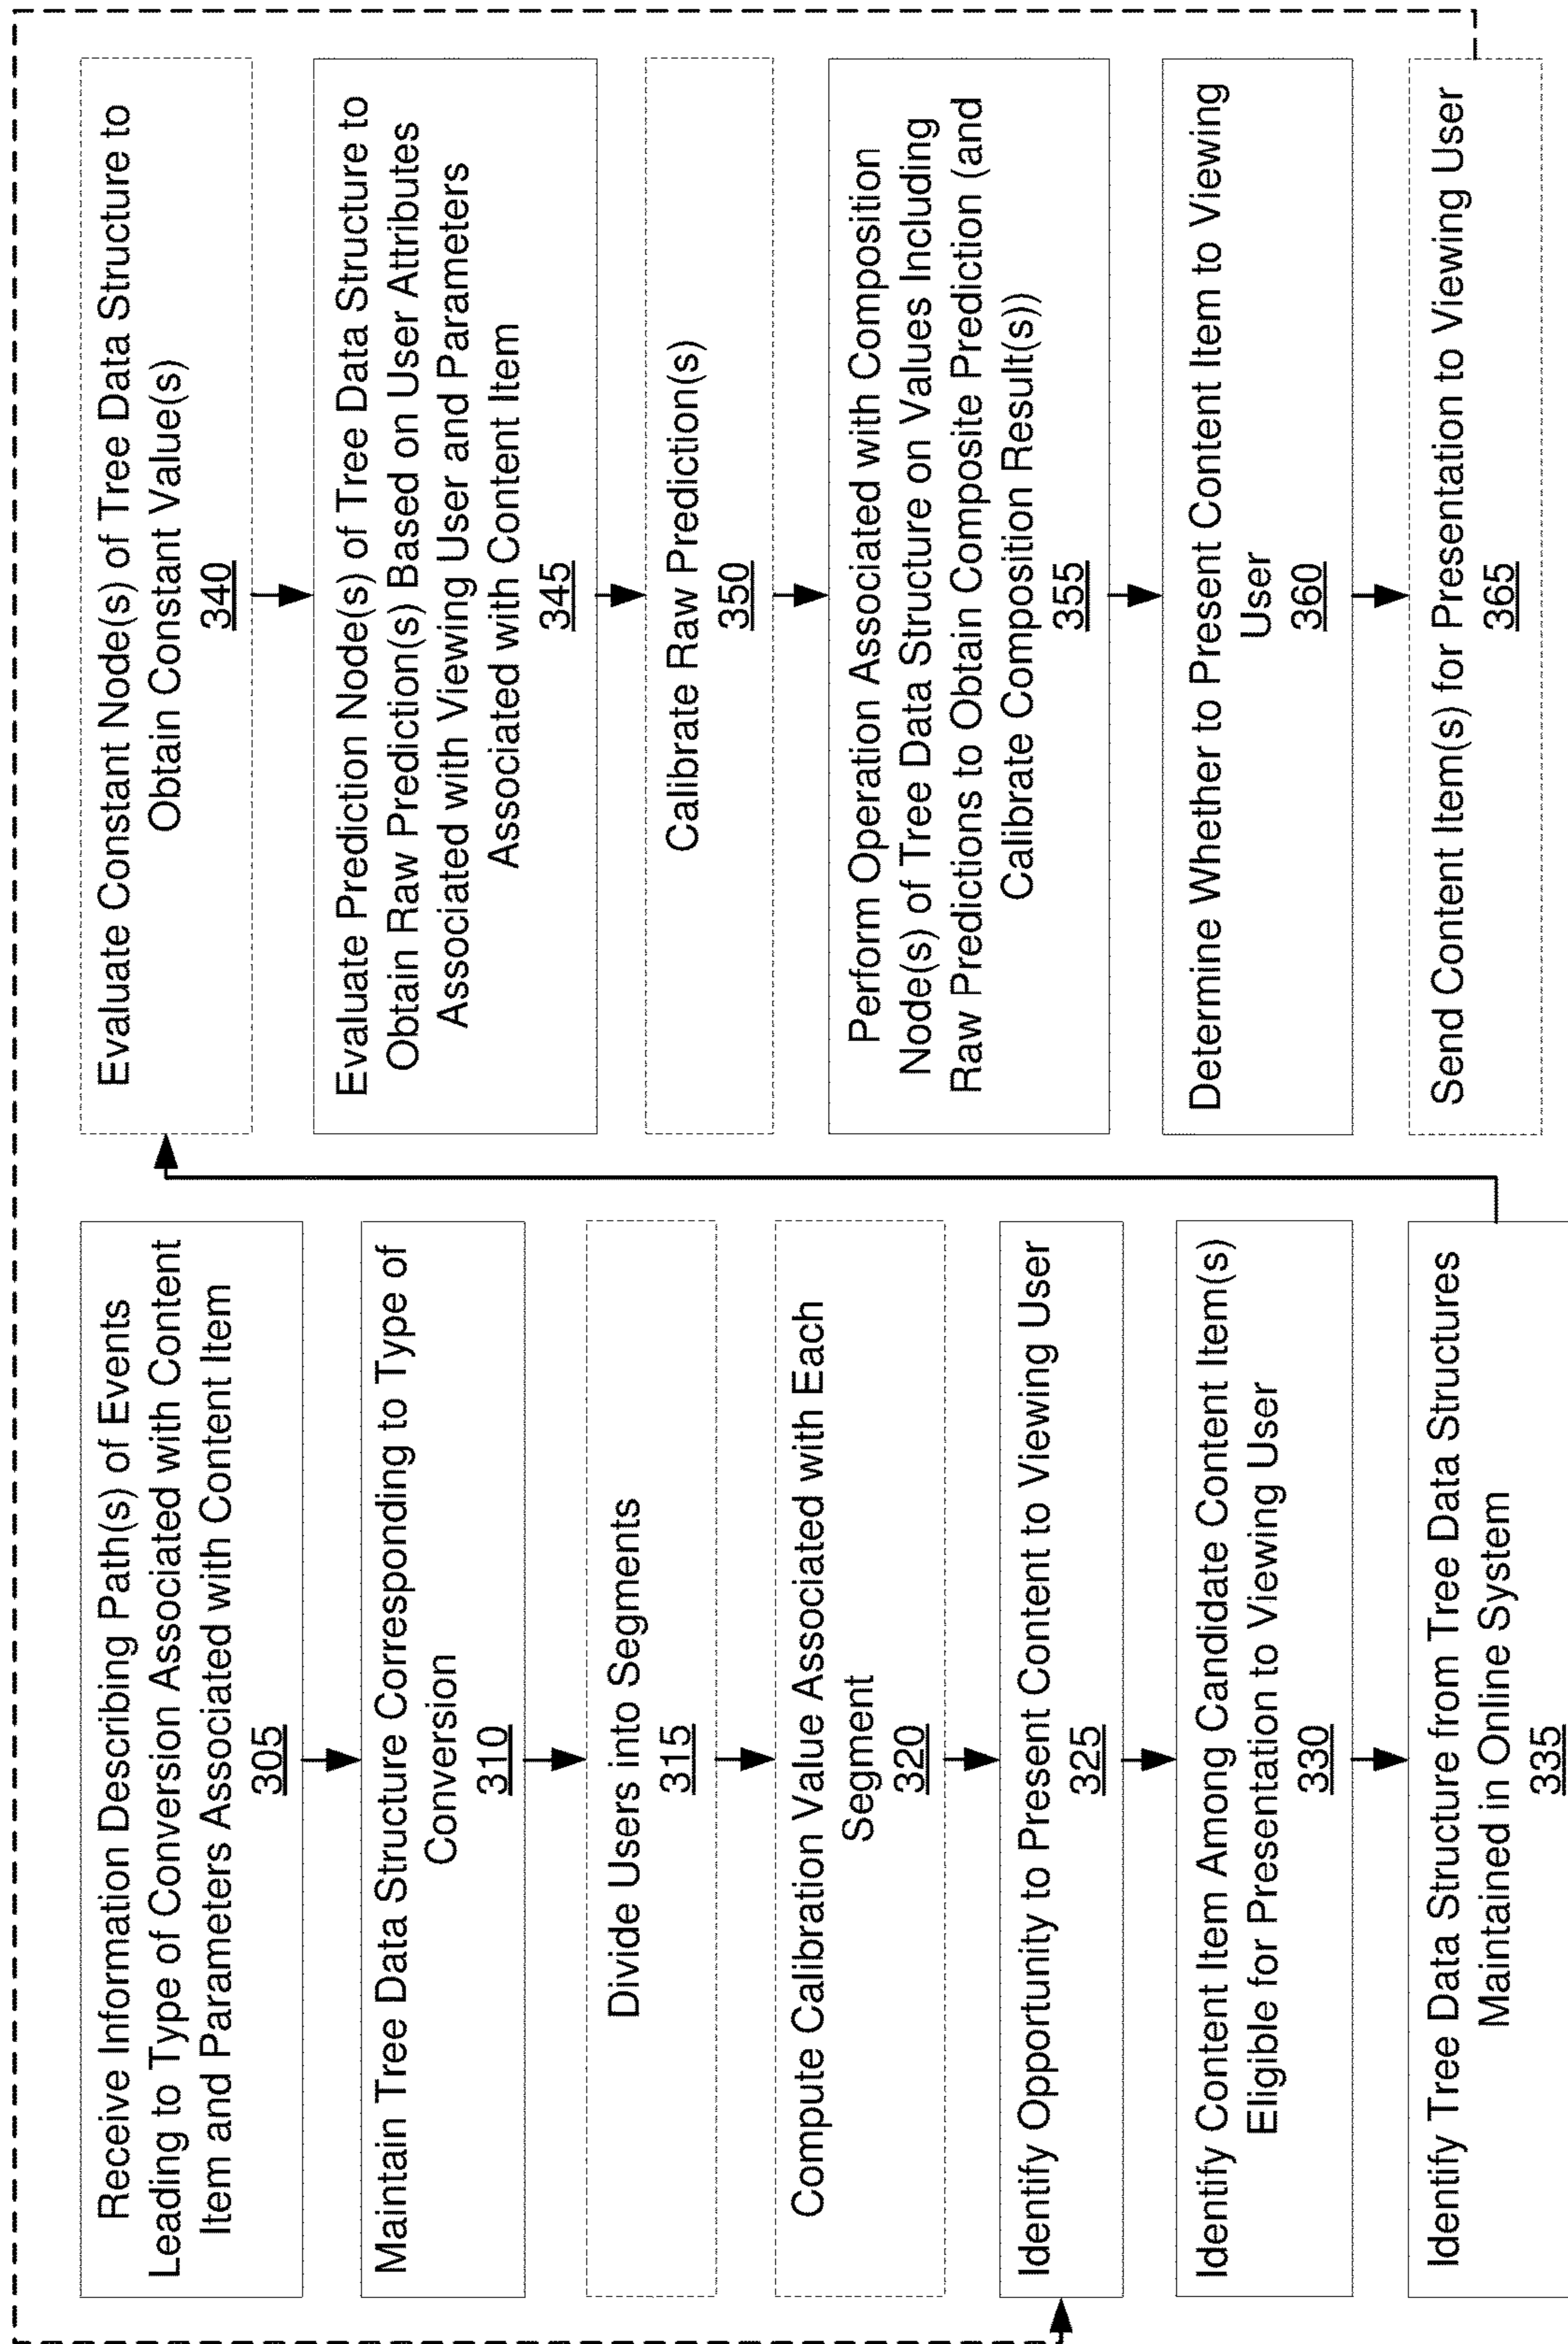 Receive Information Describing Path(s) of Events
Leading to Type of Conversion Associated with Content
Item and Parameters Associated with Content Item
305
Maintain Tree Data Structure Corresponding to Type of
Conversion
310
Divide Users into Segments
315
Compute Calibration Value Associated with Each
Segment
320
Identify Opportunity to Present Content to Viewing User
325
Identify Content Item Among Candidate Content Item(s)
Eligible for Presentation to Viewing User
330
Identify Tree Data Structure from Tree Data Structures
Maintained in Online System
335
Evaluate Constant Node(s) of Tree Data Structure to
Obtain Constant Value(s)
340
Evaluate Prediction Node(s) of Tree Data Structure to
Obtain Raw Prediction(s) Based on User Attributes
Associated with Viewing User and Parameters
Associated with Content Item
345
Calibrate Raw Prediction(s)
350
Perform Operation Associated with Composition
Node(s) of Tree Data Structure on Values Including
Raw Predictions to Obtain Composite Prediction (and
Calibrate Composition Result(s))
355
Determine Whether to Present Content Item to Viewing
User
360
Send Content Item(s) for Presentation to Viewing User
365